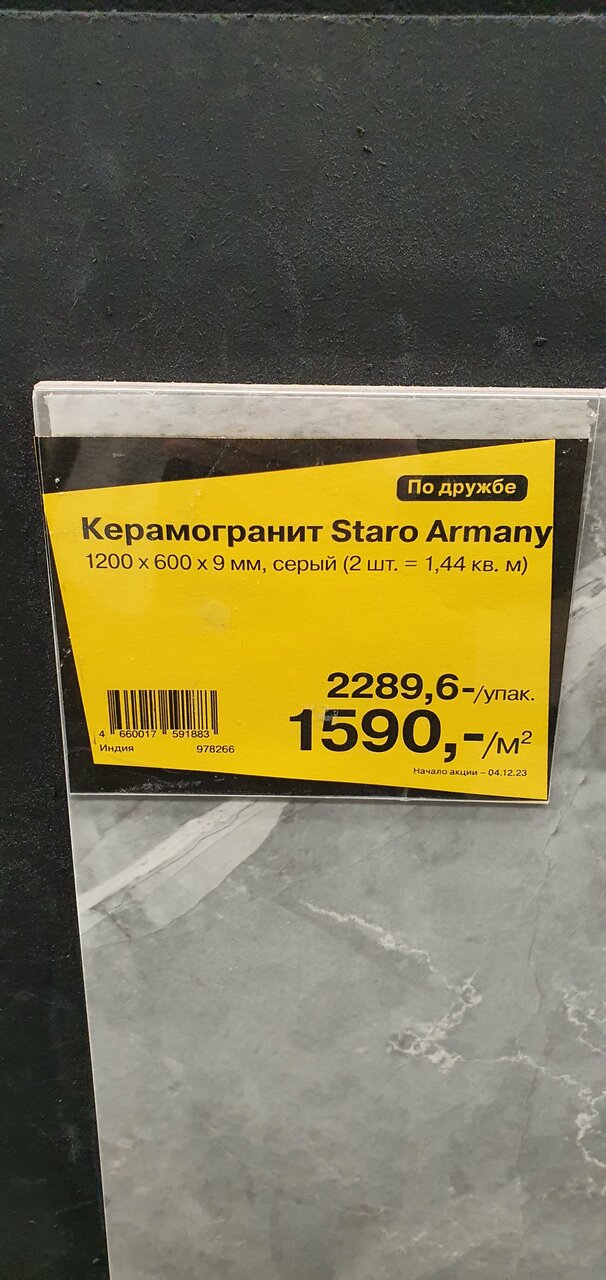 По дружбе
Керамогранит Staro Armany
1200 x 600 x 9 мм, серый (2 шт. = 1,44 кв. м)
2289,6-/упак.
1590,-/м²
4 660017 591883
Индия 978266
Начало акции – 04.12.23